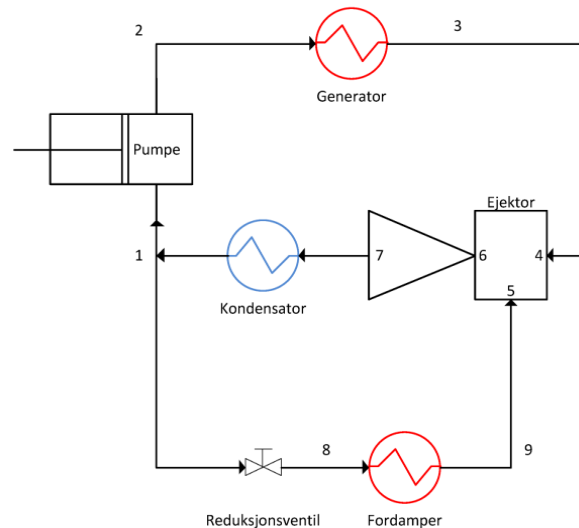 2
3
Generator
Pumpe
Ejektor
1
7
6
4
5
Kondensator
8
9
Reduksjonsventil
Fordamper